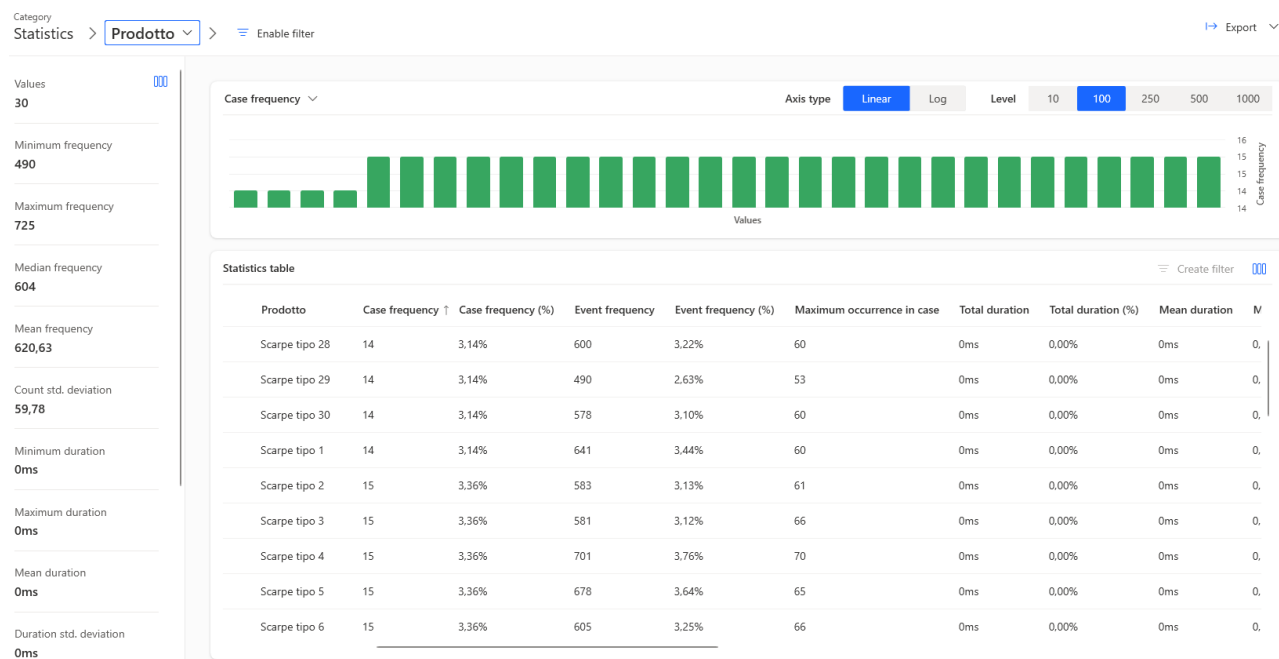 Category
Statistics > Prodotto > Enable filter
Export
Values
30
Minimum frequency
490
Maximum frequency
725
Median frequency
604
Mean frequency
620,63
Count std. deviation
59,78
Minimum duration
0ms
Maximum duration
0ms
Mean duration
0ms
Duration std. deviation
0ms
Case frequency
Axis type Linear Log Level 10 100 250 500 1000
16
15
15
14
14
Case frequency
Values
Statistics table
Create filter
Prodotto Case frequency ↑ Case frequency (%) Event frequency Event frequency (%) Maximum occurrence in case Total duration Total duration (%) Mean duration M
Scarpe tipo 28 14 3,14% 600 3,22% 60 0ms 0,00% 0ms 0,
Scarpe tipo 29 14 3,14% 490 2,63% 53 0ms 0,00% 0ms 0,
Scarpe tipo 30 14 3,14% 578 3,10% 60 0ms 0,00% 0ms 0,
Scarpe tipo 1 14 3,14% 641 3,44% 60 0ms 0,00% 0ms 0,
Scarpe tipo 2 15 3,36% 583 3,13% 61 0ms 0,00% 0ms 0,
Scarpe tipo 3 15 3,36% 581 3,12% 66 0ms 0,00% 0ms 0,
Scarpe tipo 4 15 3,36% 701 3,76% 70 0ms 0,00% 0ms 0,
Scarpe tipo 5 15 3,36% 678 3,64% 65 0ms 0,00% 0ms 0,
Scarpe tipo 6 15 3,36% 605 3,25% 66 0ms 0,00% 0ms 0,